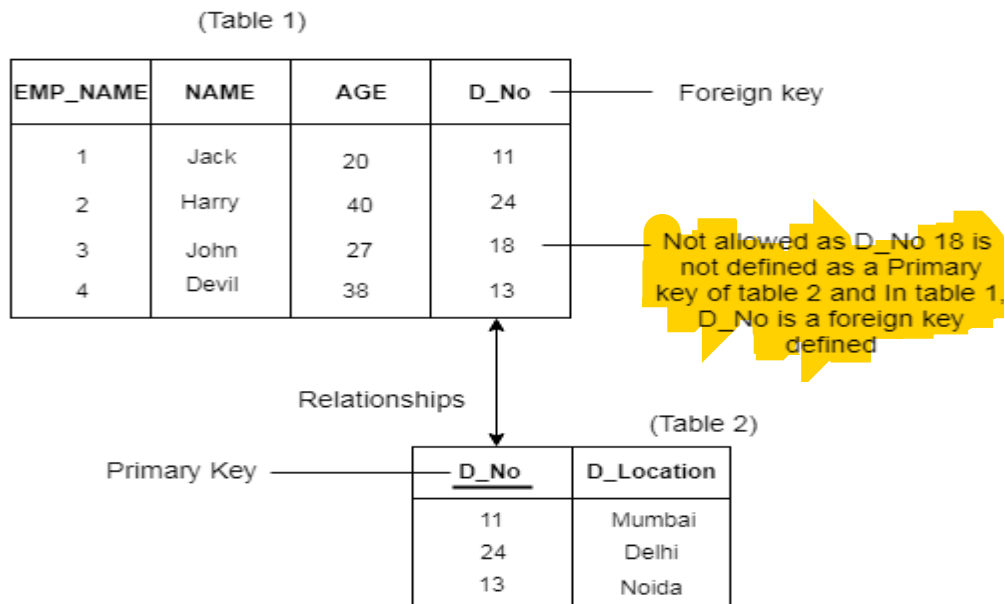 (Table 1)
EMP_NAME NAME AGE D_No Foreign key
1 Jack 20 11
2 Harry 40 24
3 John 27 18
4 Devil 38 13
Not allowed as D_No 18 is
not defined as a Primary
key of table 2 and In table 1,
D_No is a foreign key
defined
Relationships
(Table 2)
Primary Key D_No D_Location
11 Mumbai
24 Delhi
13 Noida